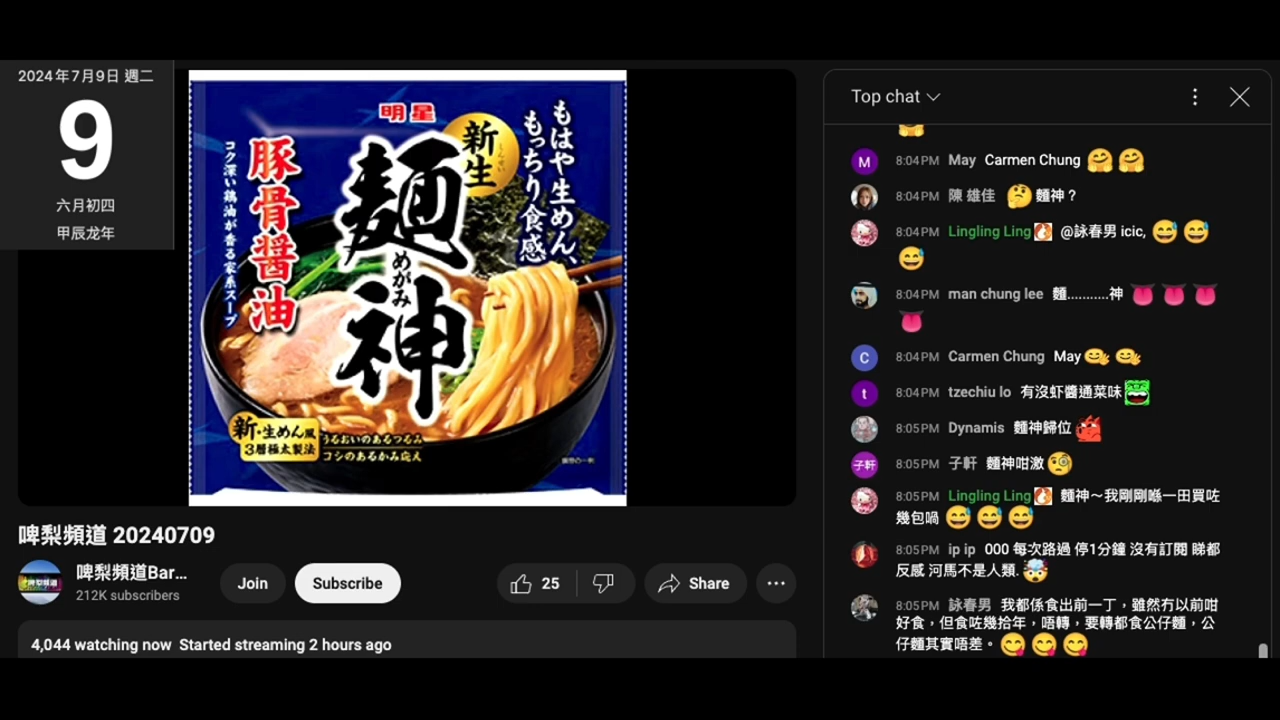 2024年7月9日 週二
9
六月初四
甲辰龙年
明星
新生
しんせい
もはや生めん、
もっちり食感
豚骨醤油
コク深い鶏油が香る家系スープ
麺神
めがみ
新・生めん風
3層極太製法
うるおいのあるつるみ
コシのあるかみ応え
啤梨頻道 20240709
啤梨頻道Bar...
212K subscribers
Join
Subscribe
25
Share
4,044 watching now Started streaming 2 hours ago
Top chat
M 8:04 PM May Carmen Chung
8:04 PM 陳 雄佳 麵神？
8:04 PM Lingling Ling @詠春男 icic,
8:04 PM man chung lee 麵...........神
C 8:04 PM Carmen Chung May
t 8:04 PM tzechiu lo 有沒虾醬通菜味
8:05 PM Dynamis 麵神歸位
子軒 8:05 PM 子軒 麵神咁激
8:05 PM Lingling Ling 麵神～我剛剛喺一田買咗
幾包喎
8:05 PM ip ip 000 每次路過 停1分鐘 沒有訂閱 睇都
反感 河馬不是人類.
8:05 PM 詠春男 我都係食出前一丁，雖然冇以前咁
好食，但食咗幾拾年，唔轉，要轉都食公仔麵，公
仔麵其實唔差。